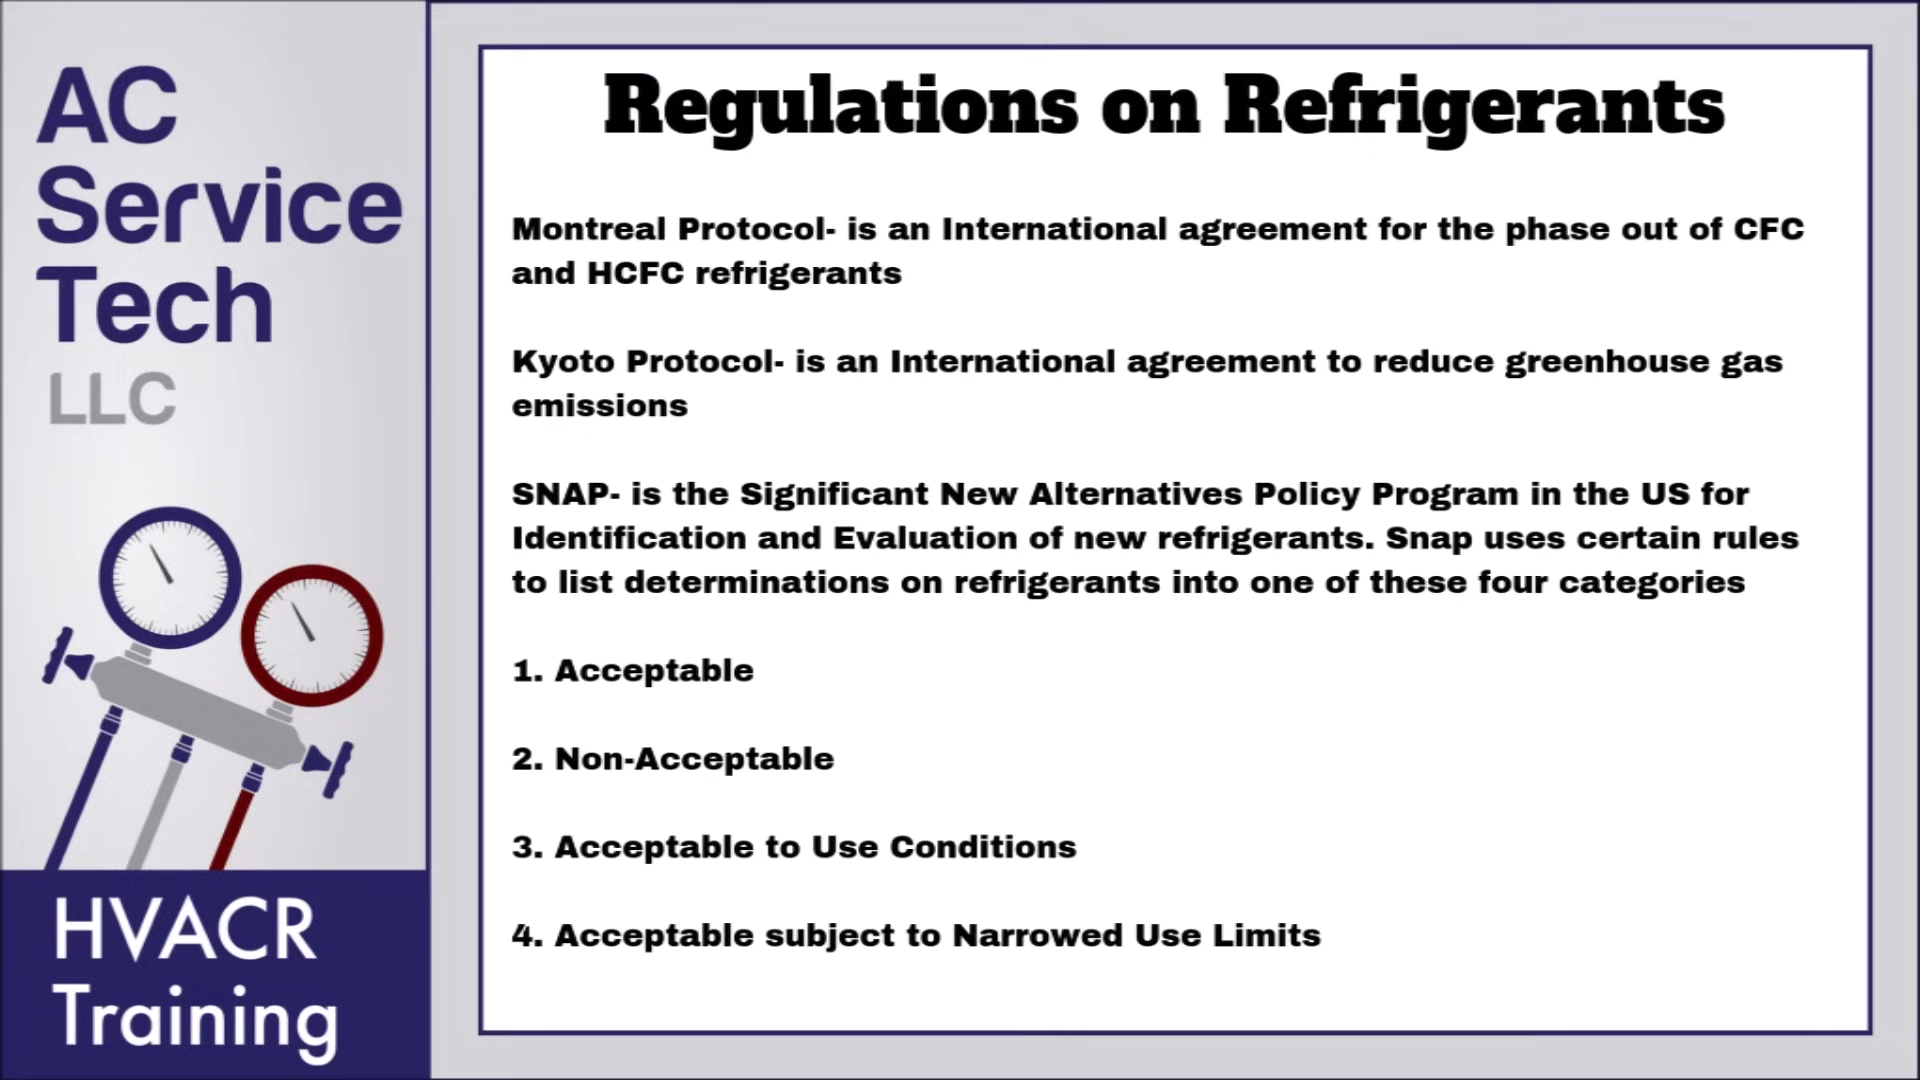 AC
Service
Tech
LLC
HVACR
Training
Regulations on Refrigerants
Montreal Protocol- is an International agreement for the phase out of CFC
and HCFC refrigerants
Kyoto Protocol- is an International agreement to reduce greenhouse gas
emissions
SNAP- is the Significant New Alternatives Policy Program in the US for
Identification and Evaluation of new refrigerants. Snap uses certain rules
to list determinations on refrigerants into one of these four categories
1. Acceptable
2. Non-Acceptable
3. Acceptable to Use Conditions
4. Acceptable subject to Narrowed Use Limits